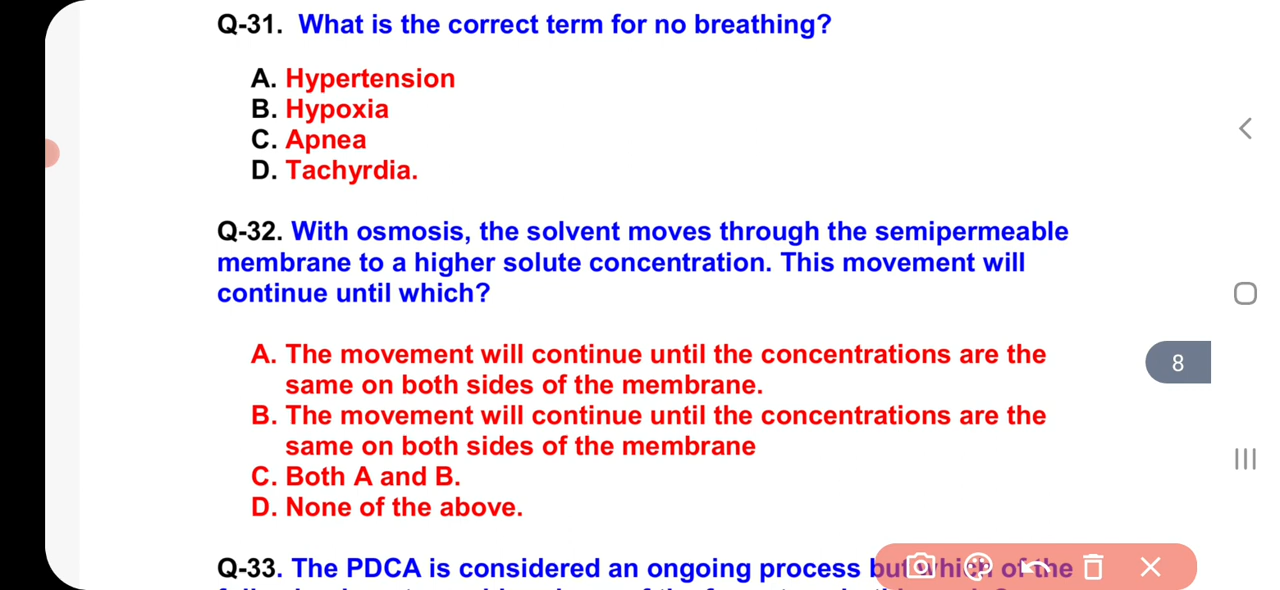 Q-31. What is the correct term for no breathing?
A. Hypertension
B. Hypoxia
C. Apnea
D. Tachyrdia.
Q-32. With osmosis, the solvent moves through the semipermeable
membrane to a higher solute concentration. This movement will
continue until which?
A. The movement will continue until the concentrations are the
same on both sides of the membrane.
B. The movement will continue until the concentrations are the
same on both sides of the membrane
C. Both A and B.
D. None of the above.
8
Q-33. The PDCA is considered an ongoing process but which of the